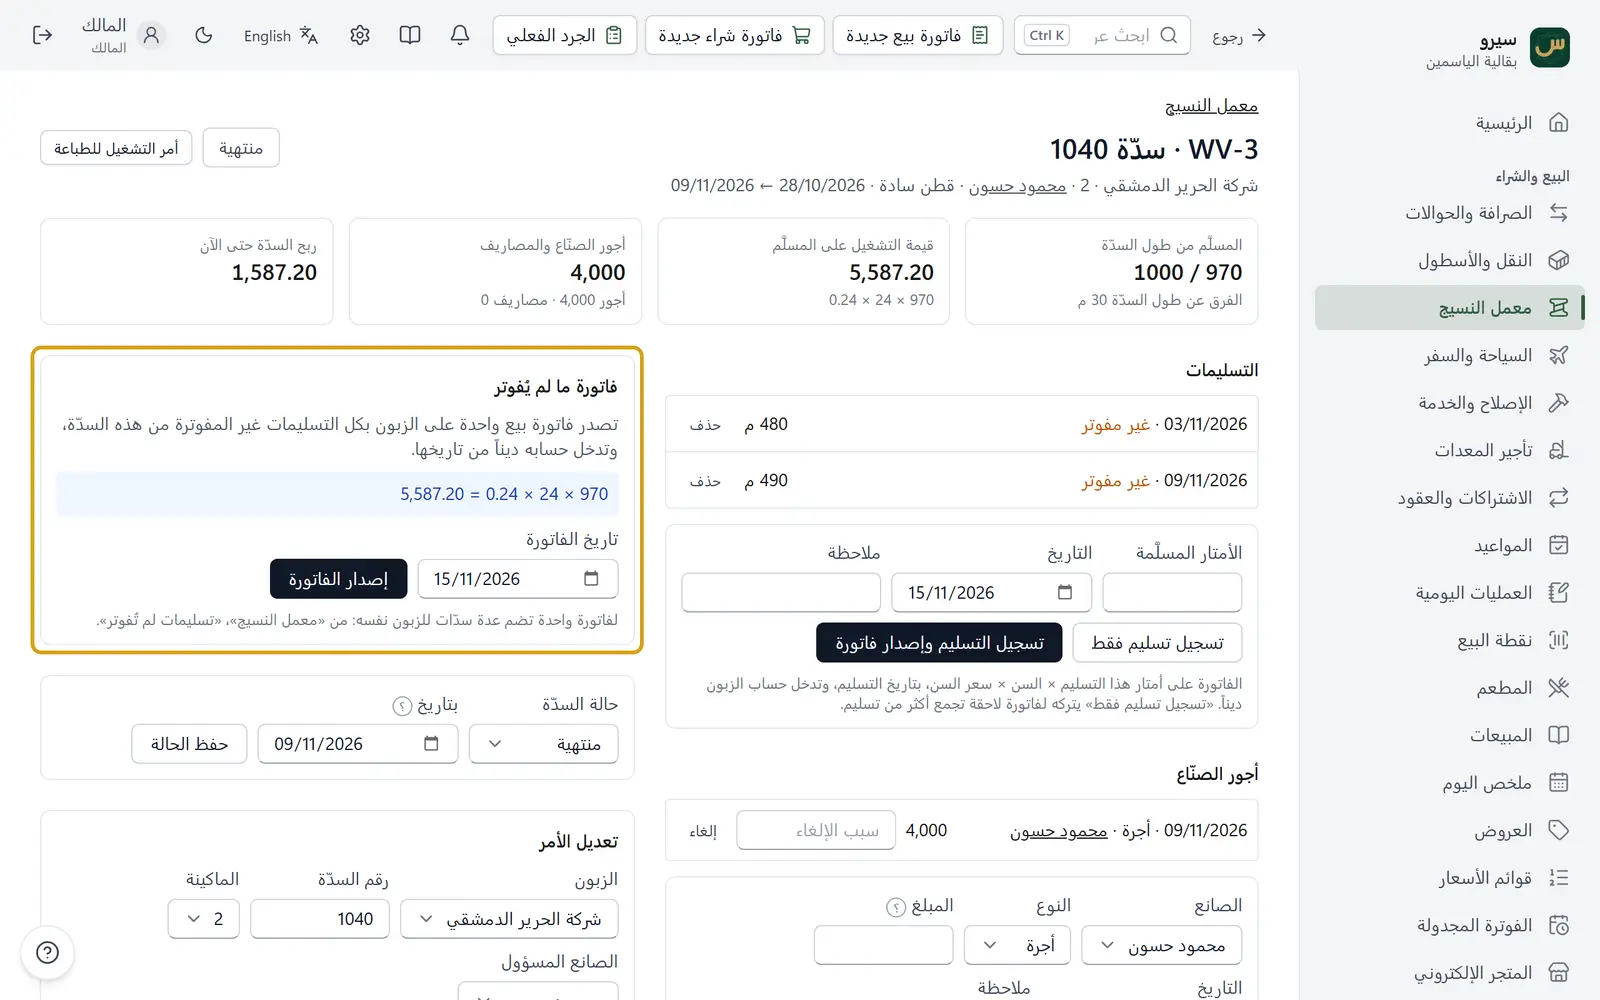 سيرو
بقالية الياسمين
رجوع
ابحث عر
Ctrl K
فاتورة بيع جديدة
فاتورة شراء جديدة
الجرد الفعلي
English
المالك
المالك
الرئيسية
البيع والشراء
الصرافة والحوالات
النقل والأسطول
معمل النسيج
السياحة والسفر
الإصلاح والخدمة
تأجير المعدات
الاشتراكات والعقود
المواعيد
العمليات اليومية
نقطة البيع
المطعم
المبيعات
ملخص اليوم
العروض
قوائم الأسعار
الفوترة المجدولة
المتجر الإلكتروني
معمل النسيج
WV-3 · سدّة 1040
شركة الحرير الدمشقي · 2 · محمود حسون · قطن سادة · 28/10/2026 ← 09/11/2026
منتهية
أمر التشغيل للطباعة
المسلَّم من طول السدّة
970 / 1000
الفرق عن طول السدّة 30 م
قيمة التشغيل على المسلَّم
5,587.20
970 × 24 × 0.24
أجور الصنّاع والمصاريف
4,000
أجور 4,000 · مصاريف 0
ربح السدّة حتى الآن
1,587.20
التسليمات
03/11/2026 · غير مفوتر
480 م
حذف
09/11/2026 · غير مفوتر
490 م
حذف
الأمتار المسلَّمة
التاريخ
ملاحظة
15/11/2026
تسجيل تسليم فقط
تسجيل التسليم وإصدار فاتورة
الفاتورة على أمتار هذا التسليم × السن × سعر السن، بتاريخ التسليم، وتدخل حساب الزبون
ديناً. «تسجيل تسليم فقط» يتركه لفاتورة لاحقة تجمع أكثر من تسليم.
أجور الصنّاع
09/11/2026 · أجرة · محمود حسون
4,000
سبب الإلغاء
إلغاء
الصانع
النوع
المبلغ ؟
محمود حسون
أجرة
التاريخ
ملاحظة
فاتورة ما لم يُفوتر
تصدر فاتورة بيع واحدة على الزبون بكل التسليمات غير المفوترة من هذه السدّة،
وتدخل حسابه ديناً من تاريخها.
970 × 24 × 0.24 = 5,587.20
تاريخ الفاتورة
15/11/2026
إصدار الفاتورة
لفاتورة واحدة تضم عدة سدّات للزبون نفسه: من «معمل النسيج»، «تسليمات لم تُفوتر».
حالة السدّة
بتاريخ ؟
منتهية
09/11/2026
حفظ الحالة
تعديل الأمر
الزبون
رقم السدّة
الماكينة
شركة الحرير الدمشقي
1040
2
الصانع المسؤول